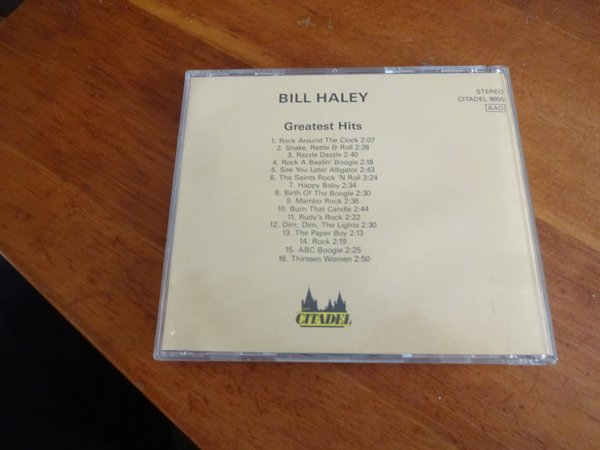 BILL HALEY
STEREO
CITADEL
AAD
Greatest Hits
1. Rock Around The Clock 2:07
2. Shake, Rattle & Roll 2:28
3. Razzle Dazzle 2:40
4. Rock A Beatin' Boogie 2:18
5. See You Later Alligator 2:43
6. The Saints Rock 'N Roll 3:24
7. Happy Baby 2:34
8. Birth Of The Boogie 2:30
9. Mambo Rock 2:36
10. Burn That Candle 2:44
11. Rudy's Rock 2:22
12. Dim, Dim, The Lights 2:30
13. The Paper Boy 2:13
14. Rock 2:19
15. ABC Boogie 2:25
16. Thirteen Women 2:50
CITADEL